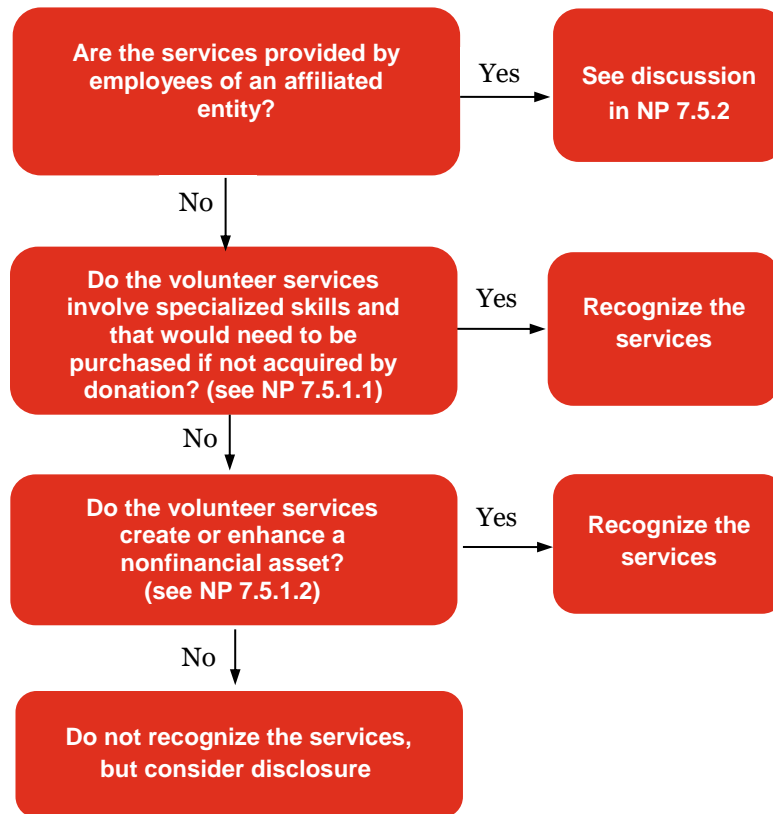 Are the services provided by
employees of an affiliated
entity?
Yes
See discussion
in NP 7.5.2
No
Do the volunteer services
involve specialized skills and
that would need to be
purchased if not acquired by
donation? (see NP 7.5.1.1)
Yes
Recognize the
services
No
Do the volunteer services
create or enhance a
nonfinancial asset?
(see NP 7.5.1.2)
Yes
Recognize the
services
No
Do not recognize the services,
but consider disclosure